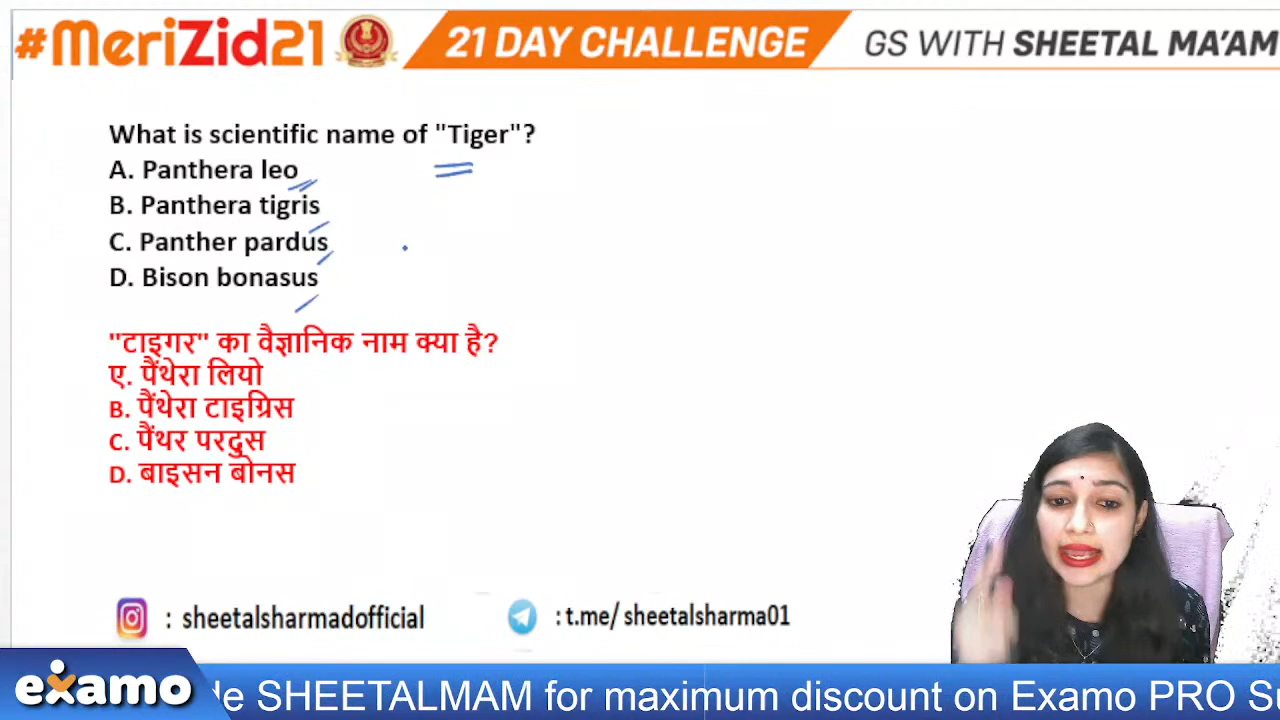 #MeriZid21 21 DAY CHALLENGE GS WITH SHEETAL MA'AM
What is scientific name of "Tiger"?
A. Panthera leo
B. Panthera tigris
C. Panther pardus
D. Bison bonasus
"टाइगर" का वैज्ञानिक नाम क्या है?
ए. पैंथेरा लियो
B. पैंथेरा टाइग्रिस
C. पैंथर परदुस
D. बाइसन बोनस
: sheetalsharmadofficial : t.me/ sheetalsharma01
examo SHEETALMAM for maximum discount on Examo PRO